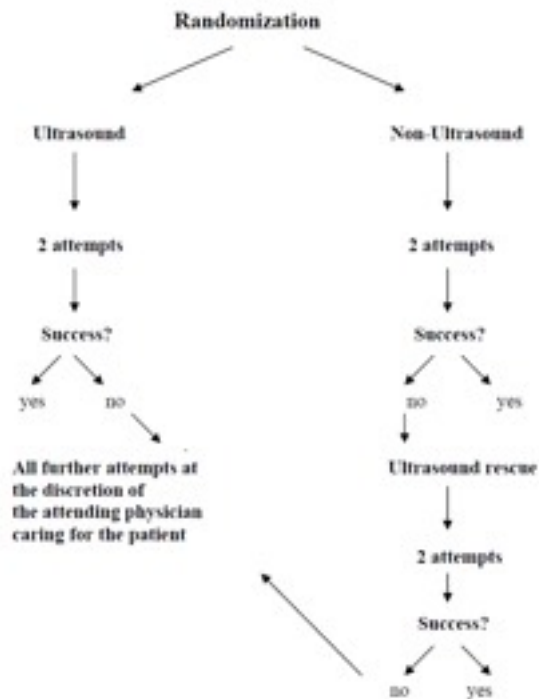 Randomization
Ultrasound
Non-Ultrasound
2 attempts
2 attempts
Success?
Success?
yes
no
no
yes
All further attempts at
the discretion of
the attending physician
caring for the patient
Ultrasound rescue
2 attempts
Success?
no
yes